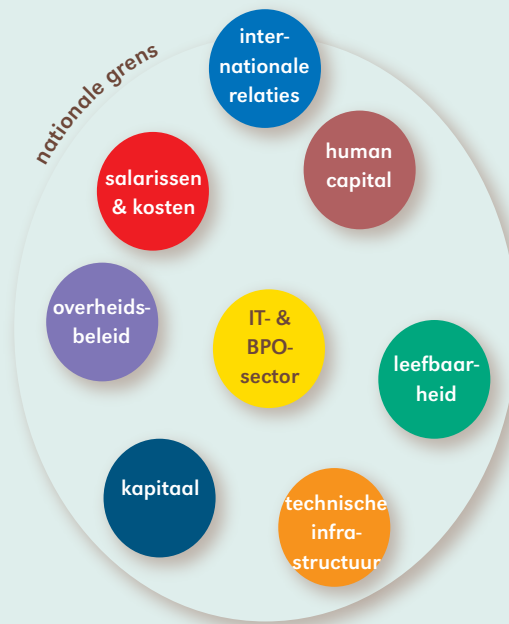 nationale grens
inter-
nationale
relaties
human
capital
salarissen
& kosten
overheids-
beleid
IT- &
BPO-
sector
leefbaar-
heid
kapitaal
technische
infra-
structuur